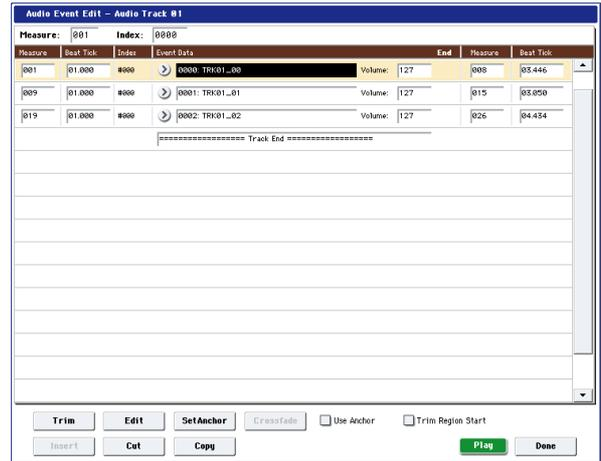 Audio Event Edit – Audio Track 01
Measure: 001 Index: 0000
Measure Beat Tick Index Event Data End Measure Beat Tick
001 01.000 #000 0000: TRK01_00 Volume: 127 008 03.446
009 01.000 #000 0001: TRK01_01 Volume: 127 015 03.050
019 01.000 #000 0002: TRK01_02 Volume: 127 026 04.434
================== Track End ==================
Trim Edit SetAnchor Crossfade Use Anchor Trim Region Start
Insert Cut Copy Play Done